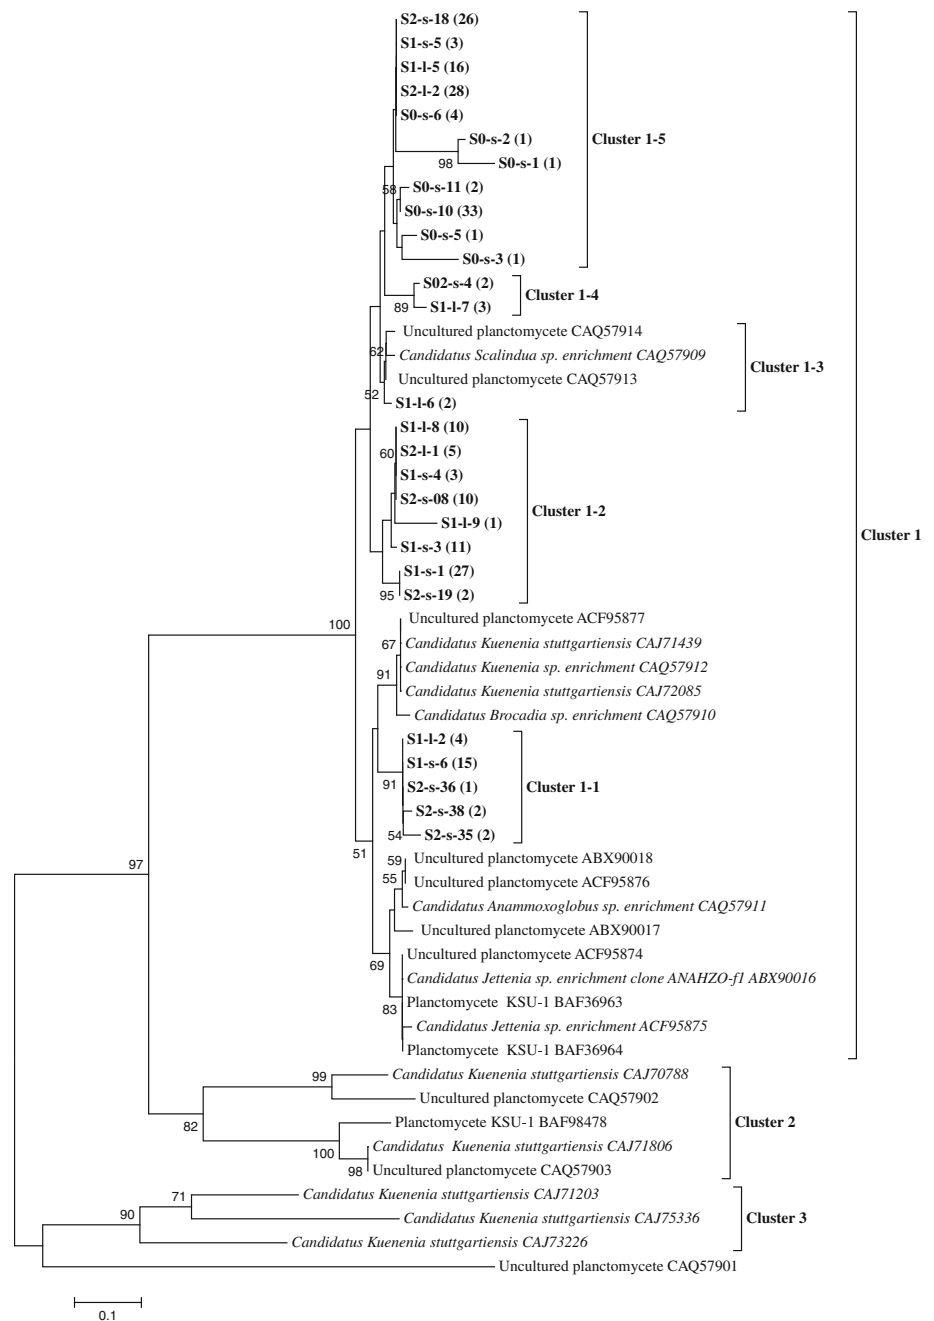 S2-s-18 (26)
S1-s-5 (3)
S1-l-5 (16)
S2-l-2 (28)
S0-s-6 (4)
S0-s-2 (1)
Cluster 1-5
98
S0-s-1 (1)
58
S0-s-11 (2)
S0-s-10 (33)
S0-s-5 (1)
S0-s-3 (1)
S02-s-4 (2)
Cluster 1-4
89
S1-l-7 (3)
Uncultured planctomycete CAQ57914
62
Candidatus Scalindua sp. enrichment CAQ57909
Cluster 1-3
Uncultured planctomycete CAQ57913
52
S1-l-6 (2)
S1-l-8 (10)
60
S2-l-1 (5)
S1-s-4 (3)
S2-s-08 (10)
Cluster 1-2
S1-l-9 (1)
Cluster 1
S1-s-3 (11)
S1-s-1 (27)
95
S2-s-19 (2)
100
Uncultured planctomycete ACF95877
67
Candidatus Kuenenia stuttgartiensis CAJ71439
Candidatus Kuenenia sp. enrichment CAQ57912
91
Candidatus Kuenenia stuttgartiensis CAJ72085
Candidatus Brocadia sp. enrichment CAQ57910
S1-l-2 (4)
S1-s-6 (15)
91
S2-s-36 (1)
Cluster 1-1
S2-s-38 (2)
54
S2-s-35 (2)
51
97
59
Uncultured planctomycete ABX90018
55
Uncultured planctomycete ACF95876
Candidatus Anammoxoglobus sp. enrichment CAQ57911
Uncultured planctomycete ABX90017
69
Uncultured planctomycete ACF95874
Candidatus Jettenia sp. enrichment clone ANAHZO-f1 ABX90016
83
Planctomycete KSU-1 BAF36963
Candidatus Jettenia sp. enrichment ACF95875
Planctomycete KSU-1 BAF36964
99
Candidatus Kuenenia stuttgartiensis CAJ70788
Uncultured planctomycete CAQ57902
82
Planctomycete KSU-1 BAF98478
Cluster 2
100
Candidatus Kuenenia stuttgartiensis CAJ71806
98
Uncultured planctomycete CAQ57903
71
Candidatus Kuenenia stuttgartiensis CAJ71203
90
Candidatus Kuenenia stuttgartiensis CAJ75336
Cluster 3
Candidatus Kuenenia stuttgartiensis CAJ73226
Uncultured planctomycete CAQ57901
0.1